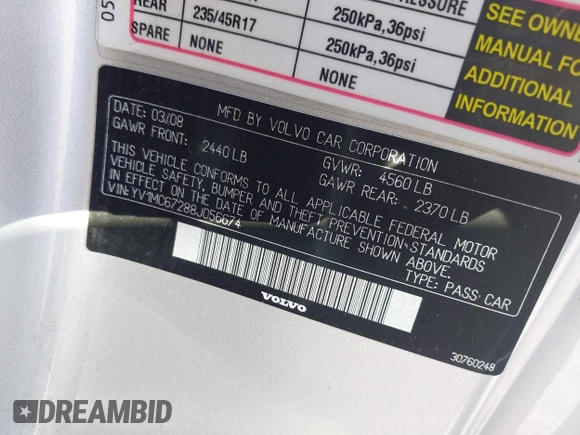 05
REAR 235/45R17 250kPa,36psi
SPARE NONE 250kPa,36psi
NONE
SEE OWNE
MANUAL FO
ADDITIONAL
INFORMATION
DATE: 03/08 MFD BY VOLVO CAR CORPORATION
GAWR FRONT: 2440 LB GVWR: 4560 LB
GAWR REAR: 2370 LB
THIS VEHICLE CONFORMS TO ALL APPLICABLE FEDERAL MOTOR
VEHICLE SAFETY, BUMPER AND THEFT PREVENTION STANDARDS
IN EFFECT ON THE DATE OF MANUFACTURE SHOWN ABOVE.
VIN: YV1MC67288J056674 TYPE: PASS CAR
VOLVO
30760248
DREAMBID